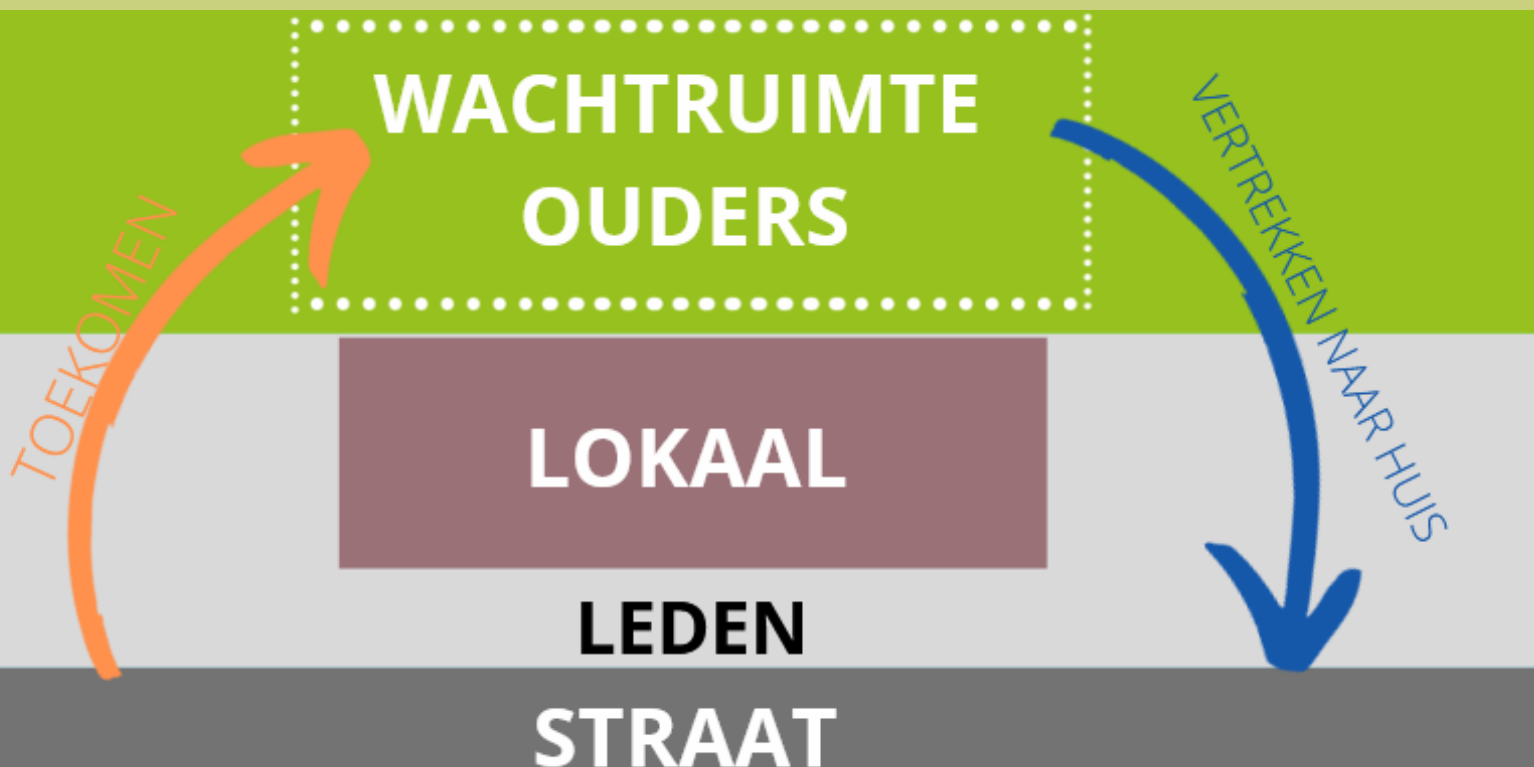 WACHTRUIMTE
OUDERS
TOEKOMEN
VERTREKKEN NAAR HUIS
LOKAAL
LEDEN
STRAAT